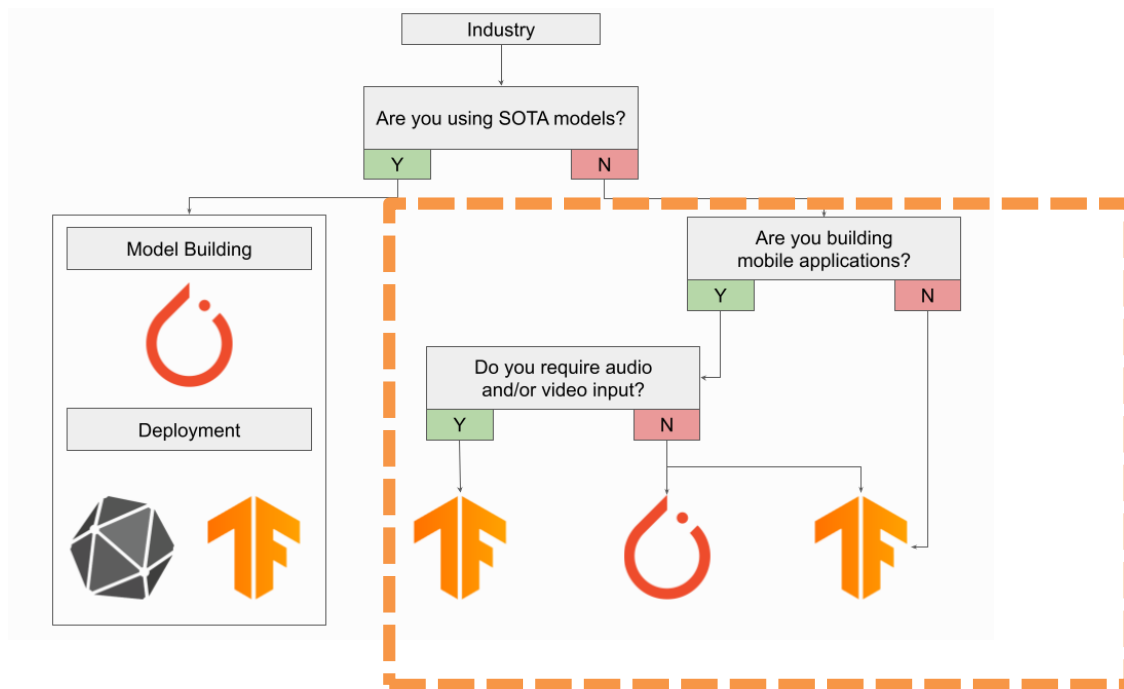 Industry
Are you using SOTA models?
Y
N
Model Building
Are you building
mobile applications?
Y
N
Do you require audio
and/or video input?
Deployment
Y
N